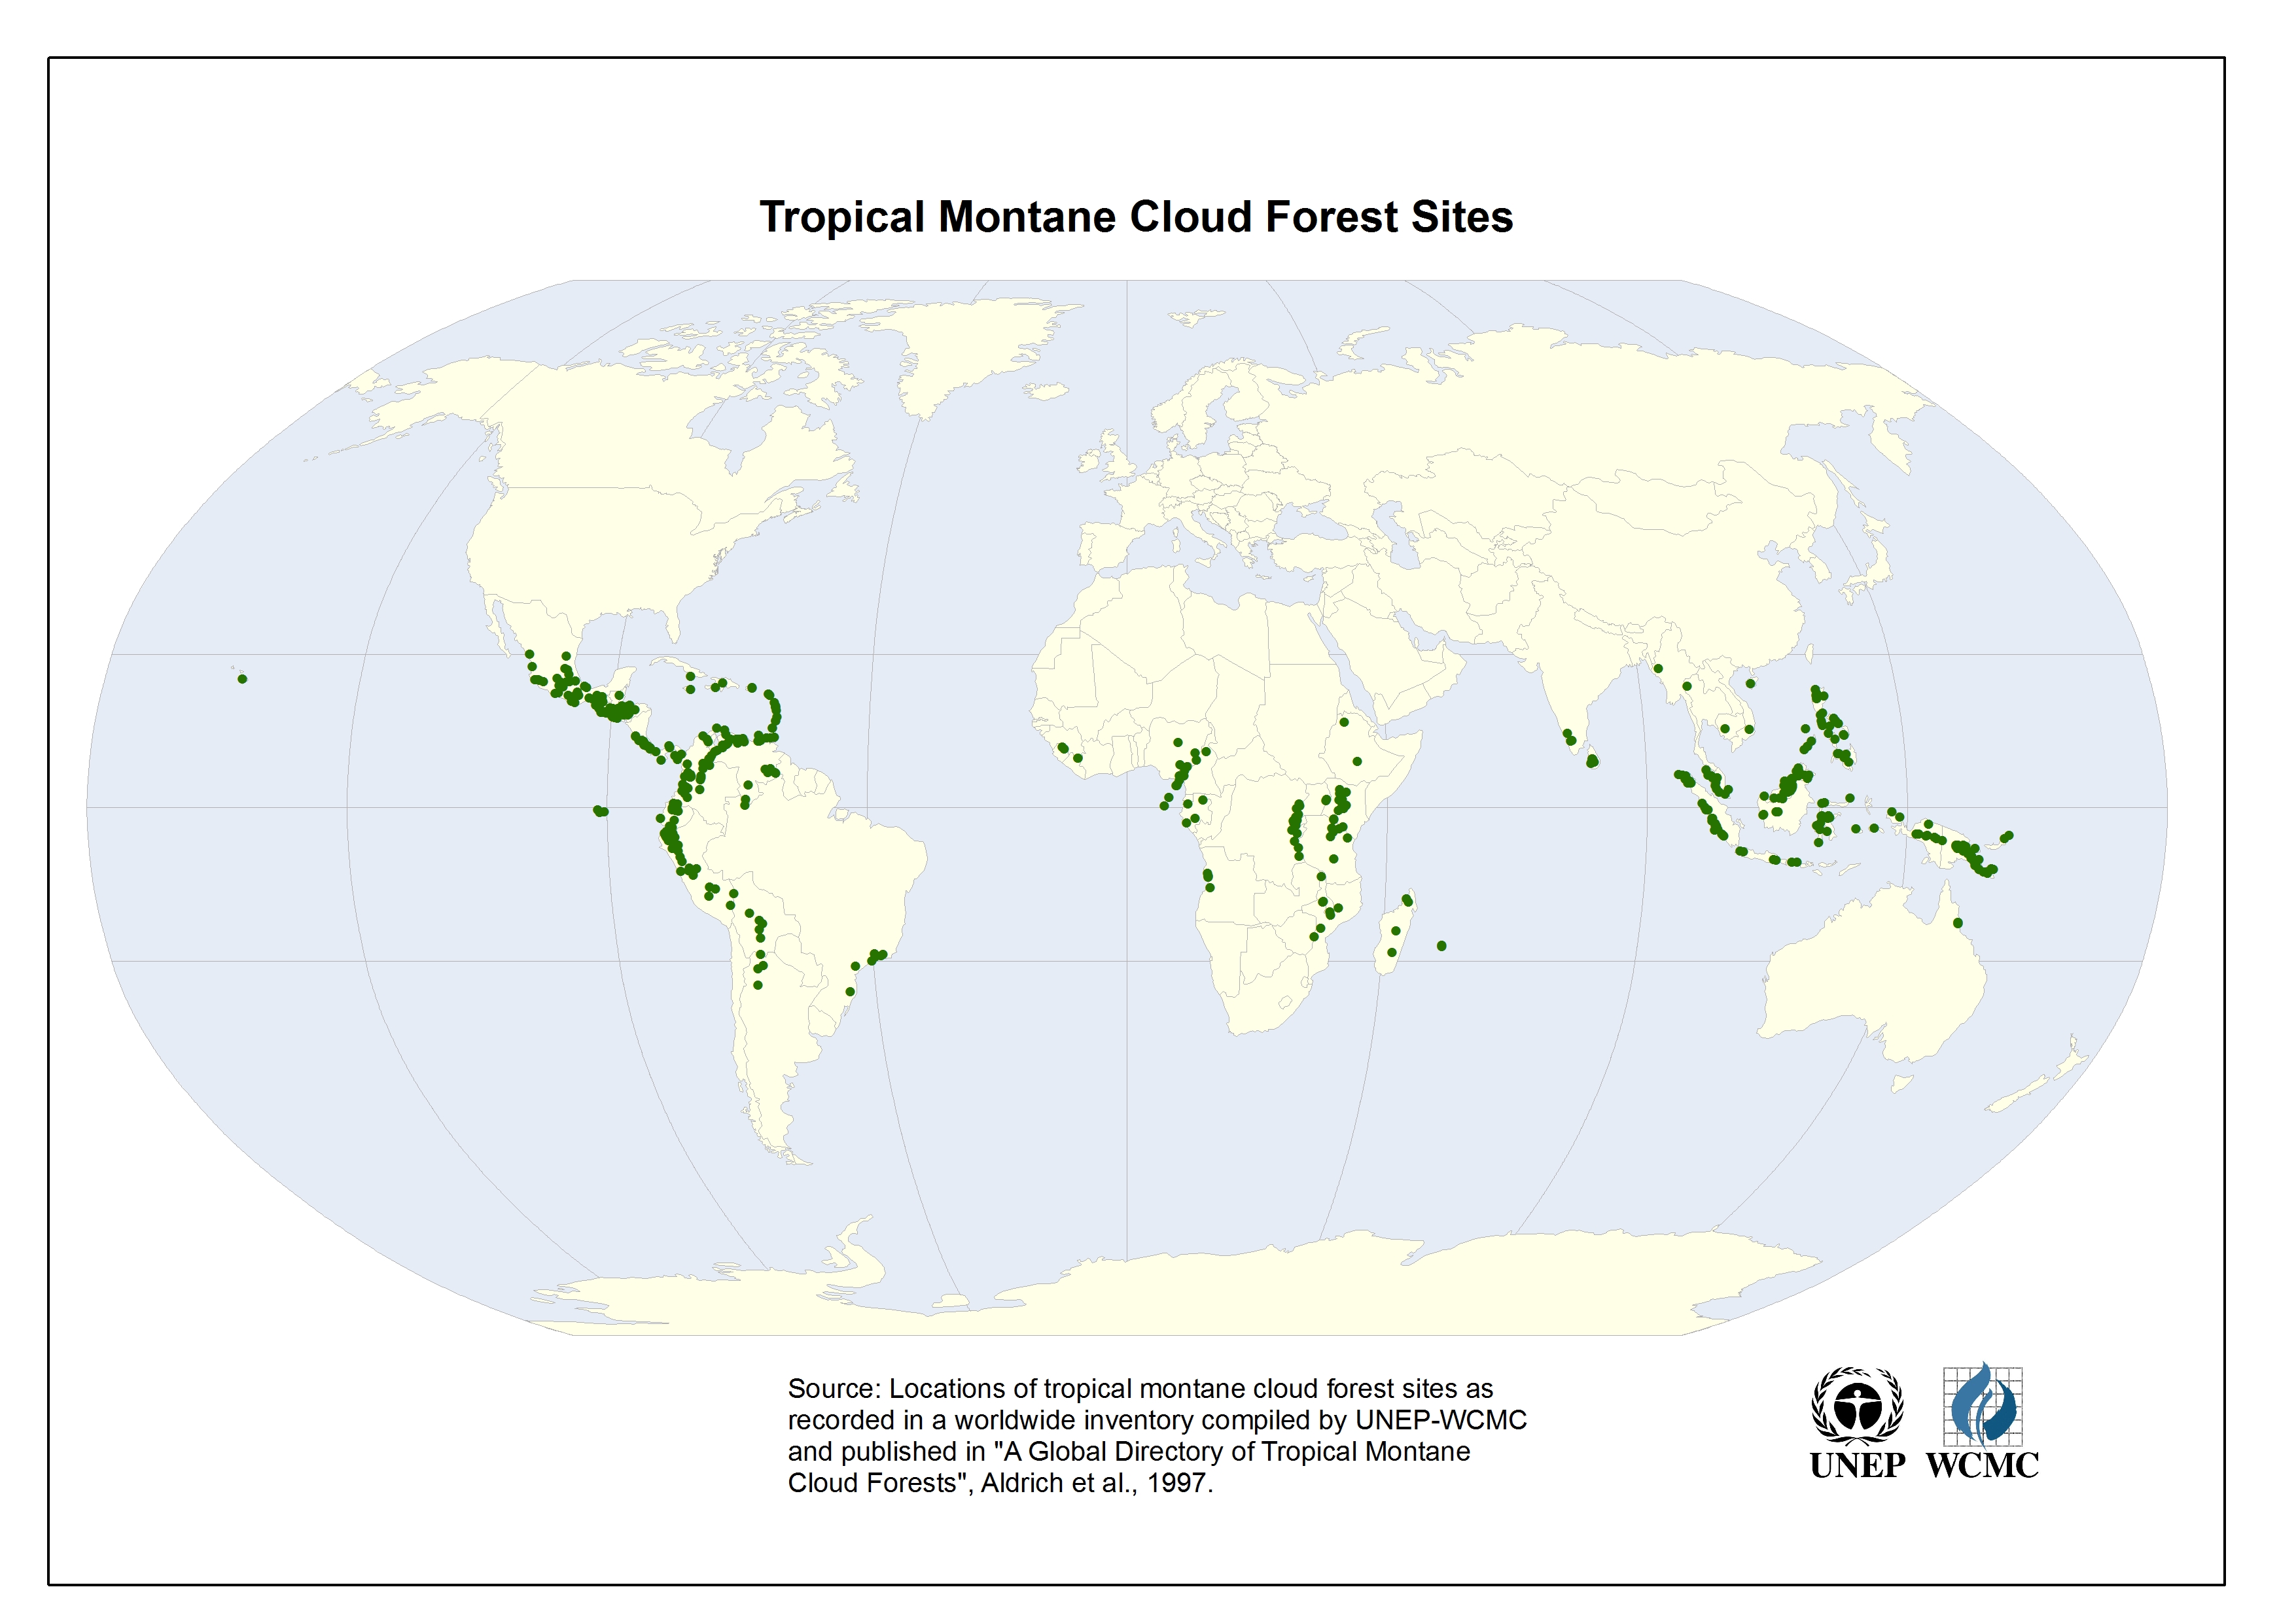 Tropical Montane Cloud Forest Sites
Source: Locations of tropical montane cloud forest sites as
recorded in a worldwide inventory compiled by UNEP-WCMC
and published in "A Global Directory of Tropical Montane
Cloud Forests", Aldrich et al., 1997.
UNEP WCMC